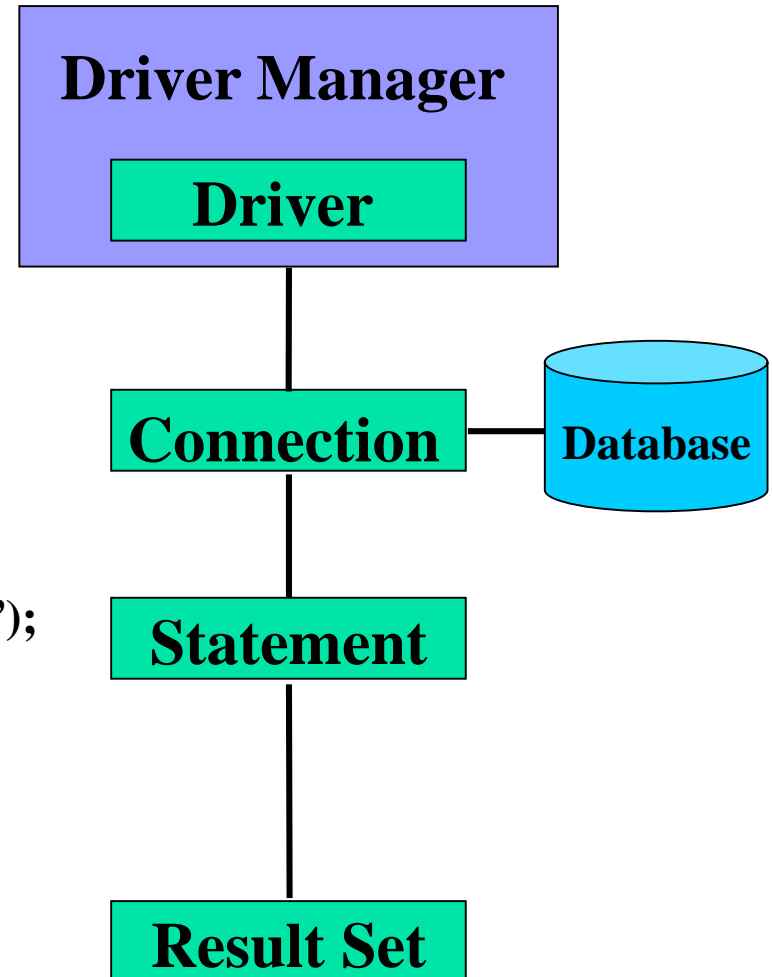 Driver Manager
Driver
Connection
Database
”);
Statement
Result Set